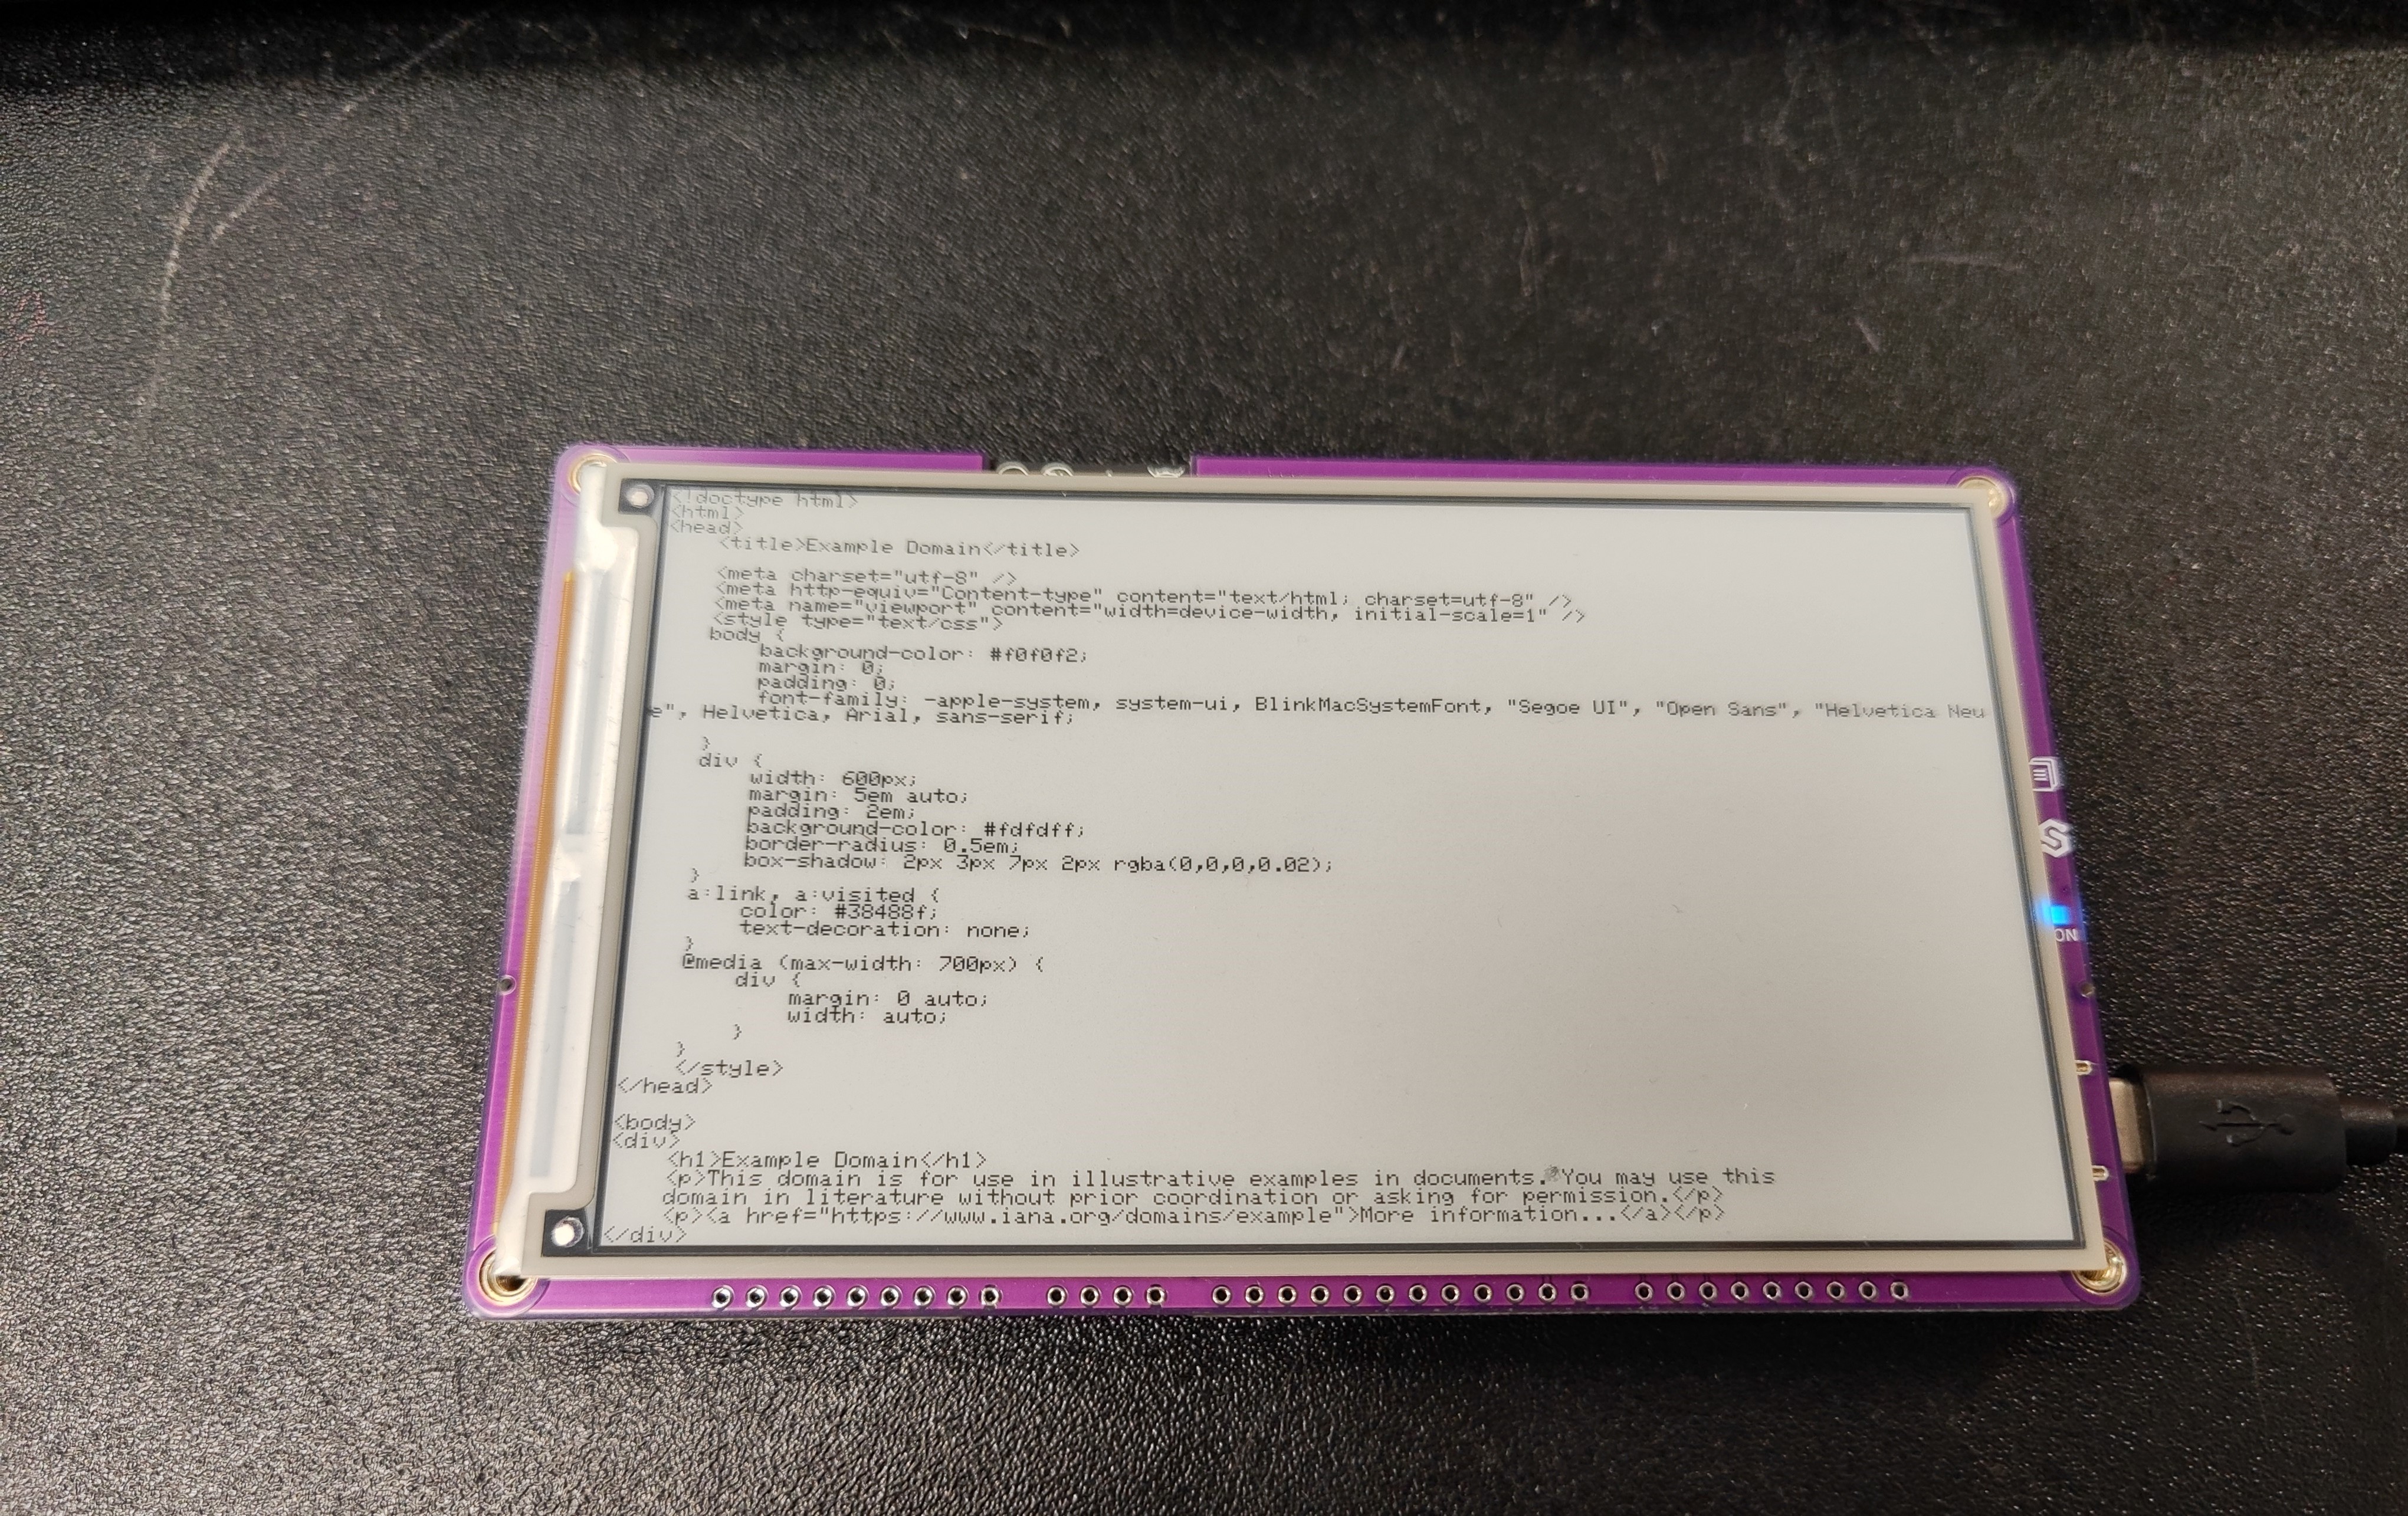 <!doctype html>
<html>
<head>
    <title>Example Domain</title>

    <meta charset="utf-8" />
    <meta http-equiv="Content-type" content="text/html; charset=utf-8" />
    <meta name="viewport" content="width=device-width, initial-scale=1" />
    <style type="text/css">
    body {
        background-color: #f0f0f2;
        margin: 0;
        padding: 0;
        font-family: -apple-system, system-ui, BlinkMacSystemFont, "Segoe UI", "Open Sans", "Helvetica Neu
e", Helvetica, Arial, sans-serif;

    }
    div {
        width: 600px;
        margin: 5em auto;
        padding: 2em;
        background-color: #fdfdff;
        border-radius: 0.5em;
        box-shadow: 2px 3px 7px 2px rgba(0,0,0,0.02);
    }
    a:link, a:visited {
        color: #38488f;
        text-decoration: none;
    }
    @media (max-width: 700px) {
        div {
            margin: 0 auto;
            width: auto;
        }
    }
    </style>
</head>

<body>
<div>
    <h1>Example Domain</h1>
    <p>This domain is for use in illustrative examples in documents. You may use this
    domain in literature without prior coordination or asking for permission.</p>
    <p><a href="https://www.iana.org/domains/example">More information...</a></p>
</div>
ON